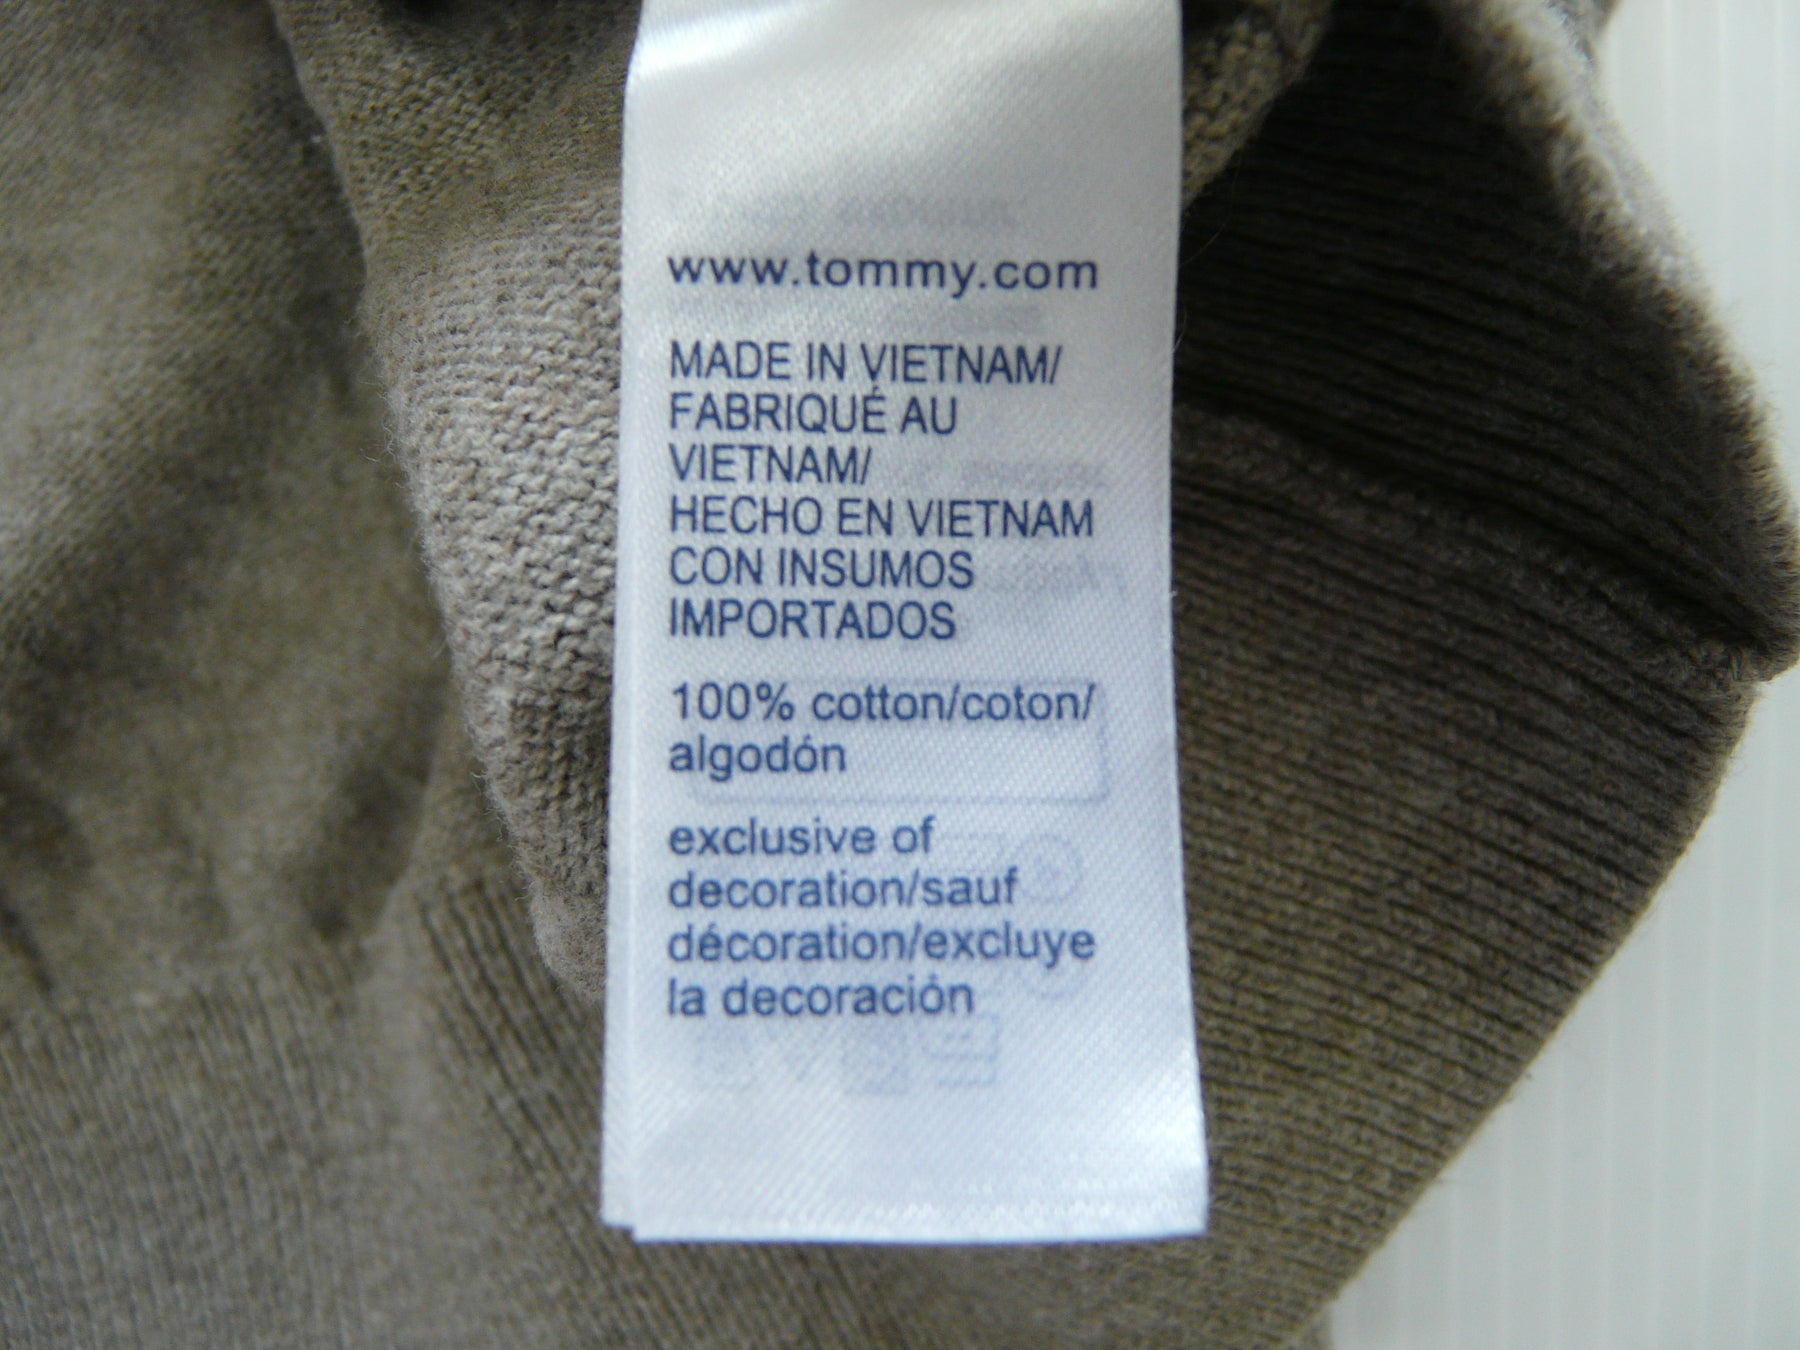 www.tommy.com
MADE IN VIETNAM/
FABRIQUÉ AU
VIETNAM/
HECHO EN VIETNAM
CON INSUMOS
IMPORTADOS
100% cotton/coton/
algodón
exclusive of
decoration/sauf
décoration/excluye
la decoración